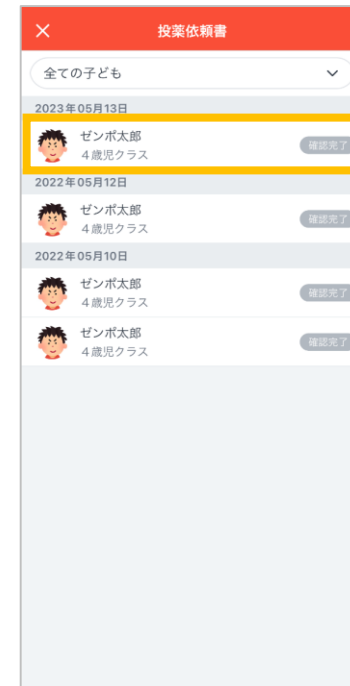 投薬依頼書
全ての子ども
2023年05月13日
ゼンポ太郎
４歳児クラス
確認完了
2022年05月12日
ゼンポ太郎
４歳児クラス
確認完了
2022年05月10日
ゼンポ太郎
４歳児クラス
確認完了
ゼンポ太郎
４歳児クラス
確認完了